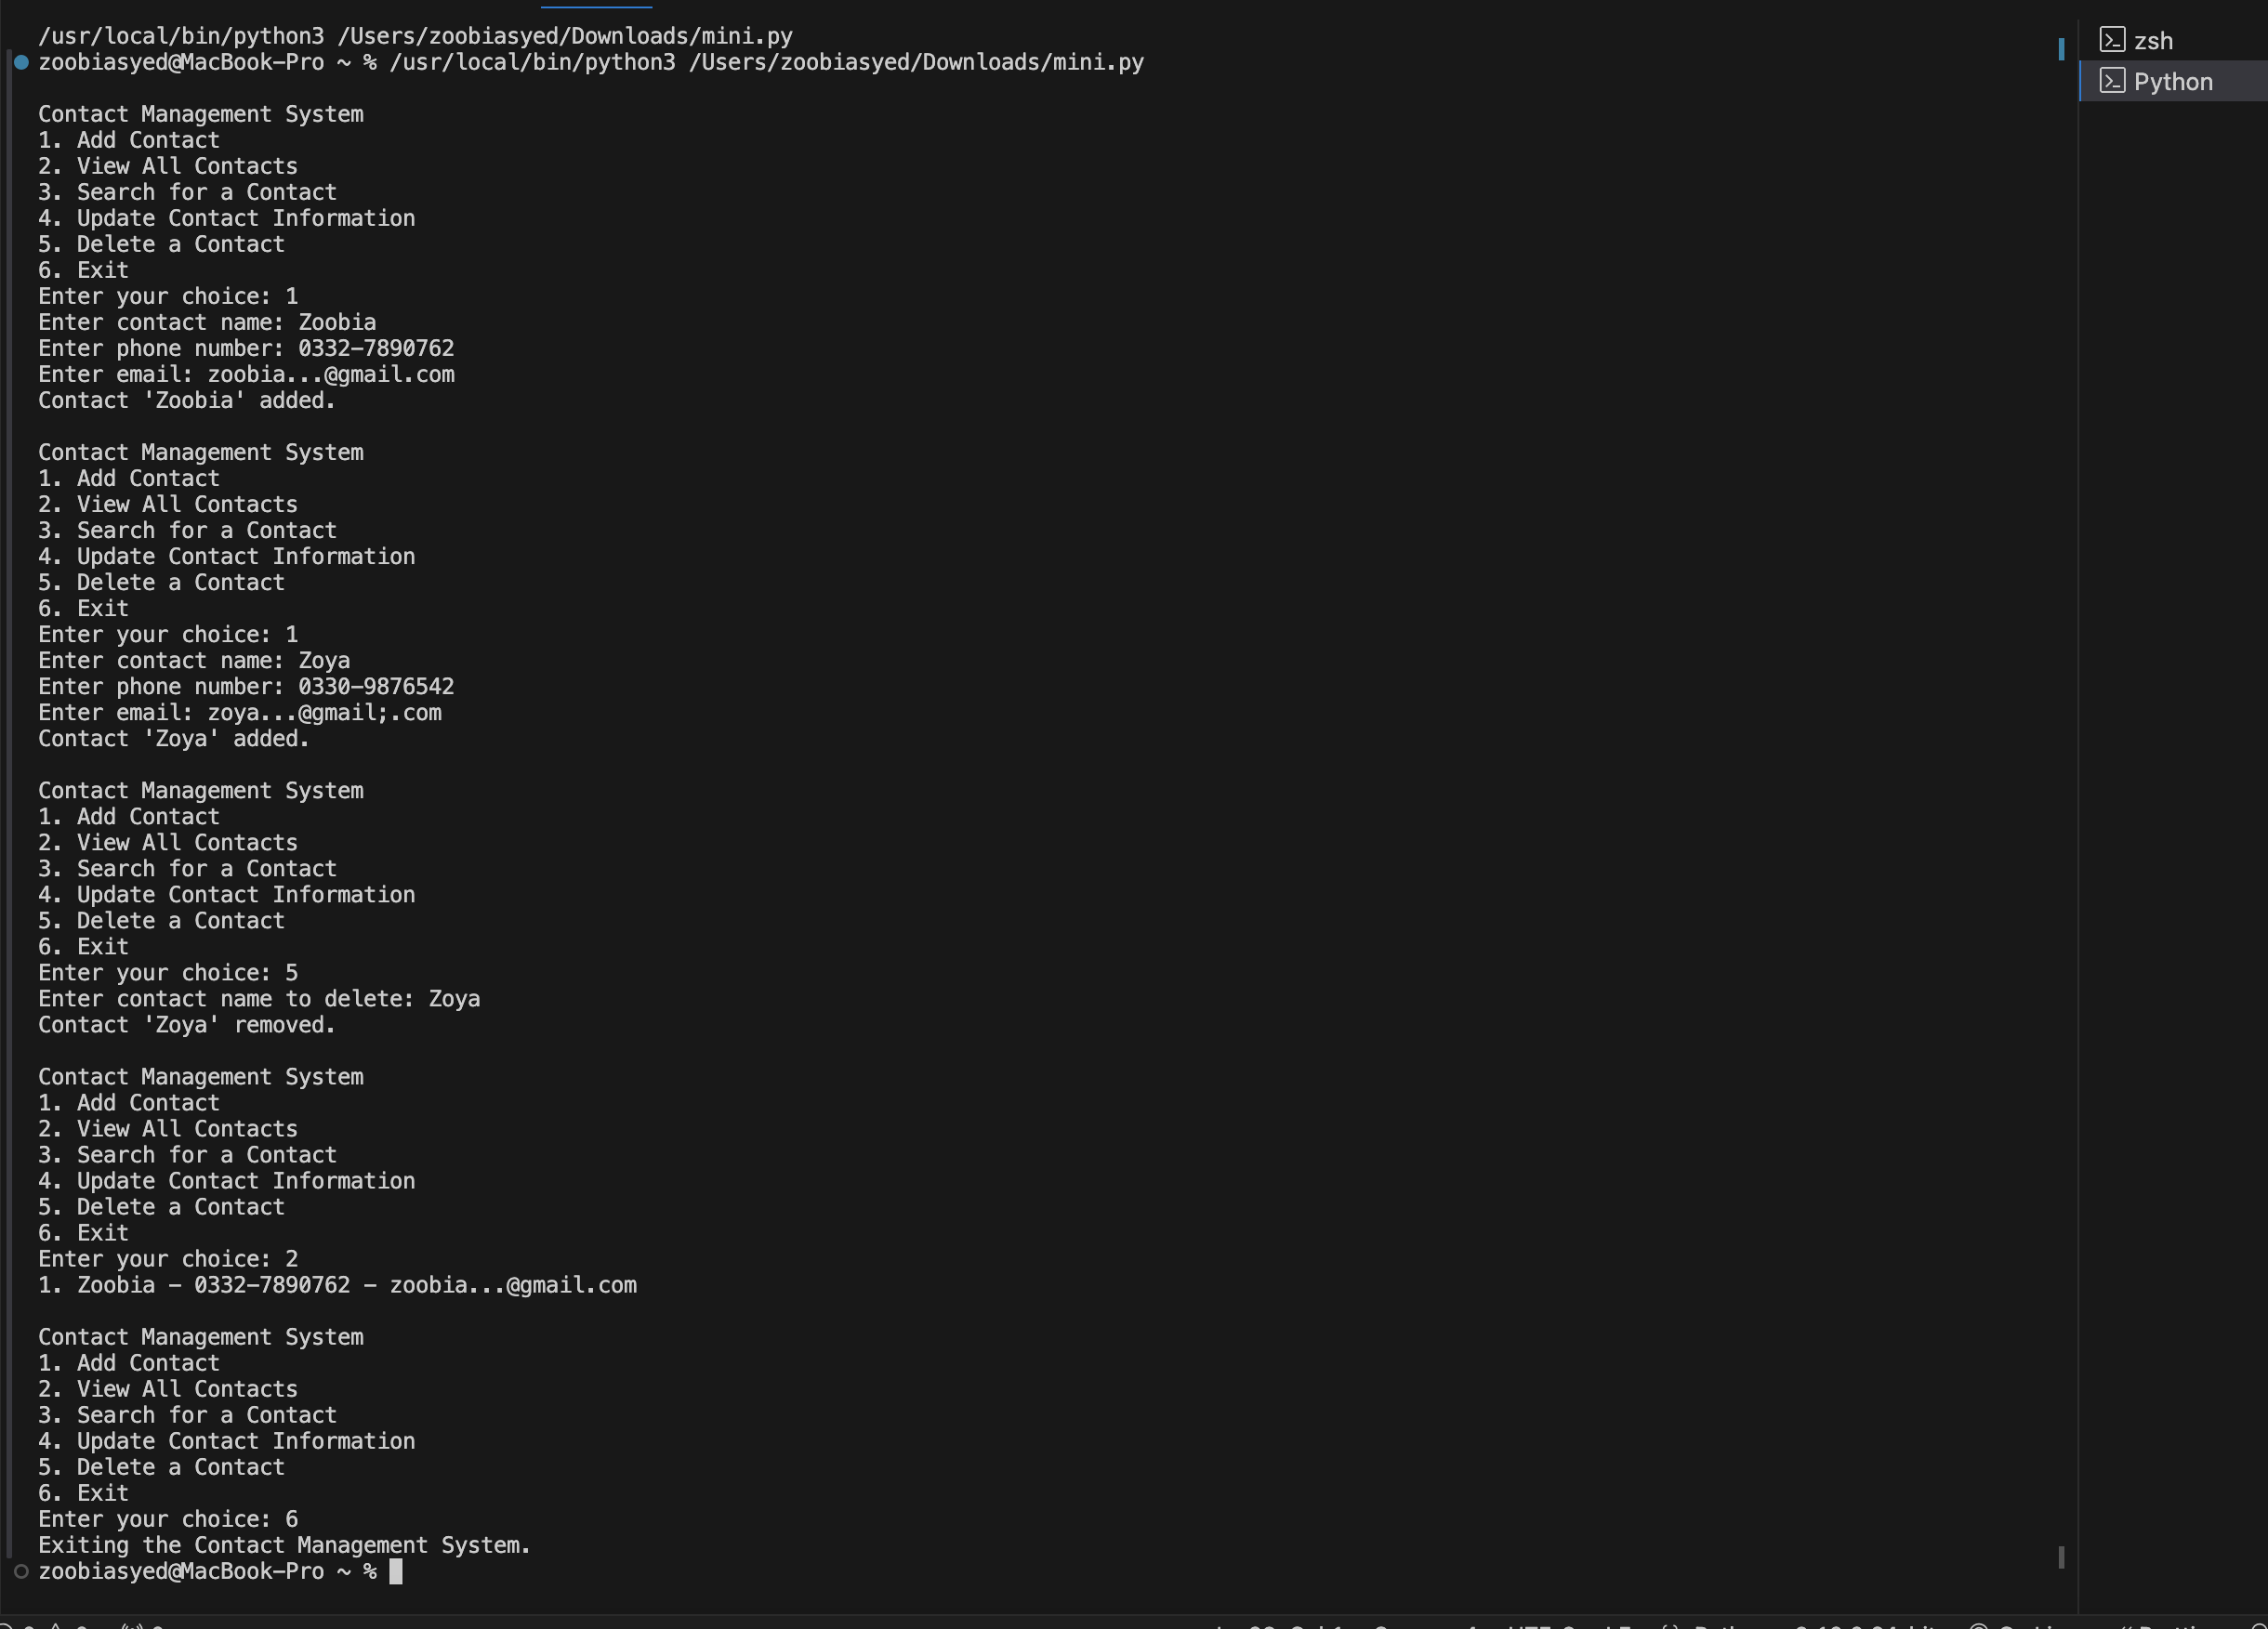 /usr/local/bin/python3 /Users/zoobiasyed/Downloads/mini.py
zoobiasyed@MacBook-Pro ~ % /usr/local/bin/python3 /Users/zoobiasyed/Downloads/mini.py
Contact Management System
1. Add Contact
2. View All Contacts
3. Search for a Contact
4. Update Contact Information
5. Delete a Contact
6. Exit
Enter your choice: 1
Enter contact name: Zoobia
Enter phone number: 0332-7890762
Enter email: zoobia...@gmail.com
Contact 'Zoobia' added.
Contact Management System
1. Add Contact
2. View All Contacts
3. Search for a Contact
4. Update Contact Information
5. Delete a Contact
6. Exit
Enter your choice: 1
Enter contact name: Zoya
Enter phone number: 0330-9876542
Enter email: zoya...@gmail;.com
Contact 'Zoya' added.
Contact Management System
1. Add Contact
2. View All Contacts
3. Search for a Contact
4. Update Contact Information
5. Delete a Contact
6. Exit
Enter your choice: 5
Enter contact name to delete: Zoya
Contact 'Zoya' removed.
Contact Management System
1. Add Contact
2. View All Contacts
3. Search for a Contact
4. Update Contact Information
5. Delete a Contact
6. Exit
Enter your choice: 2
1. Zoobia - 0332-7890762 - zoobia...@gmail.com
Contact Management System
1. Add Contact
2. View All Contacts
3. Search for a Contact
4. Update Contact Information
5. Delete a Contact
6. Exit
Enter your choice: 6
Exiting the Contact Management System.
zoobiasyed@MacBook-Pro ~ %
zsh
Python